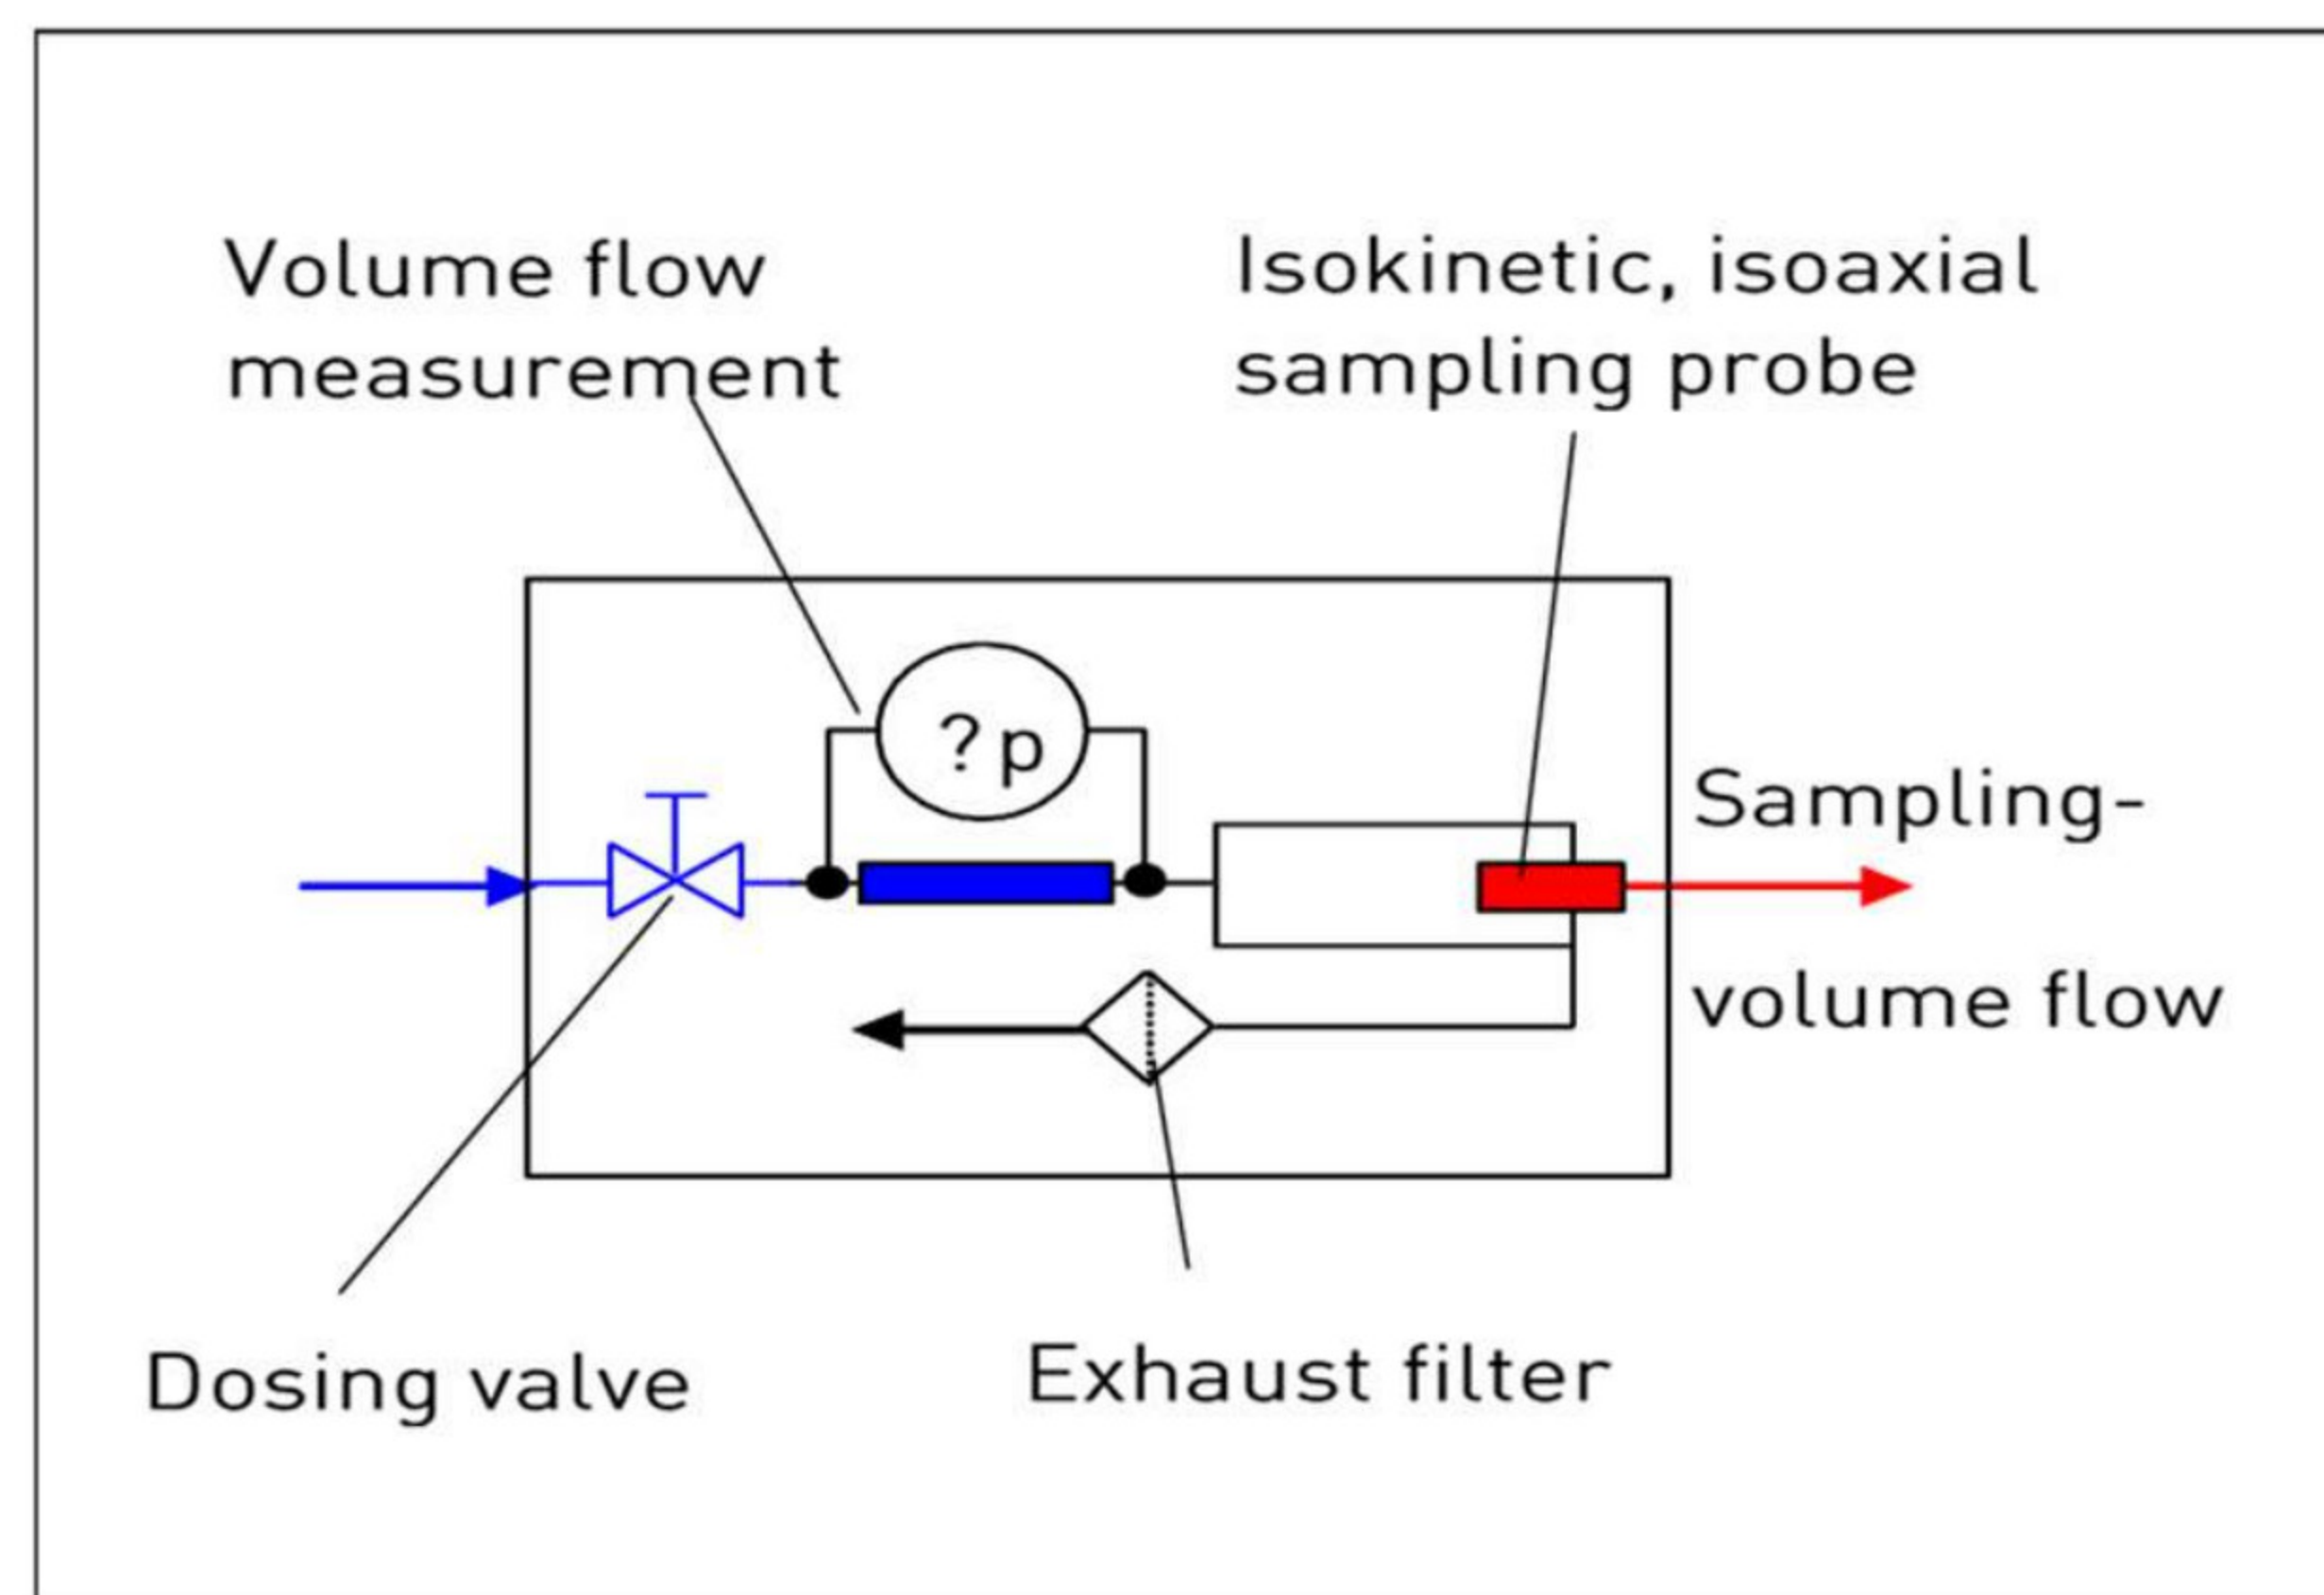 Volume flow
measurement
Isokinetic, isoaxial
sampling probe
? p
Sampling-
volume flow
Dosing valve
Exhaust filter